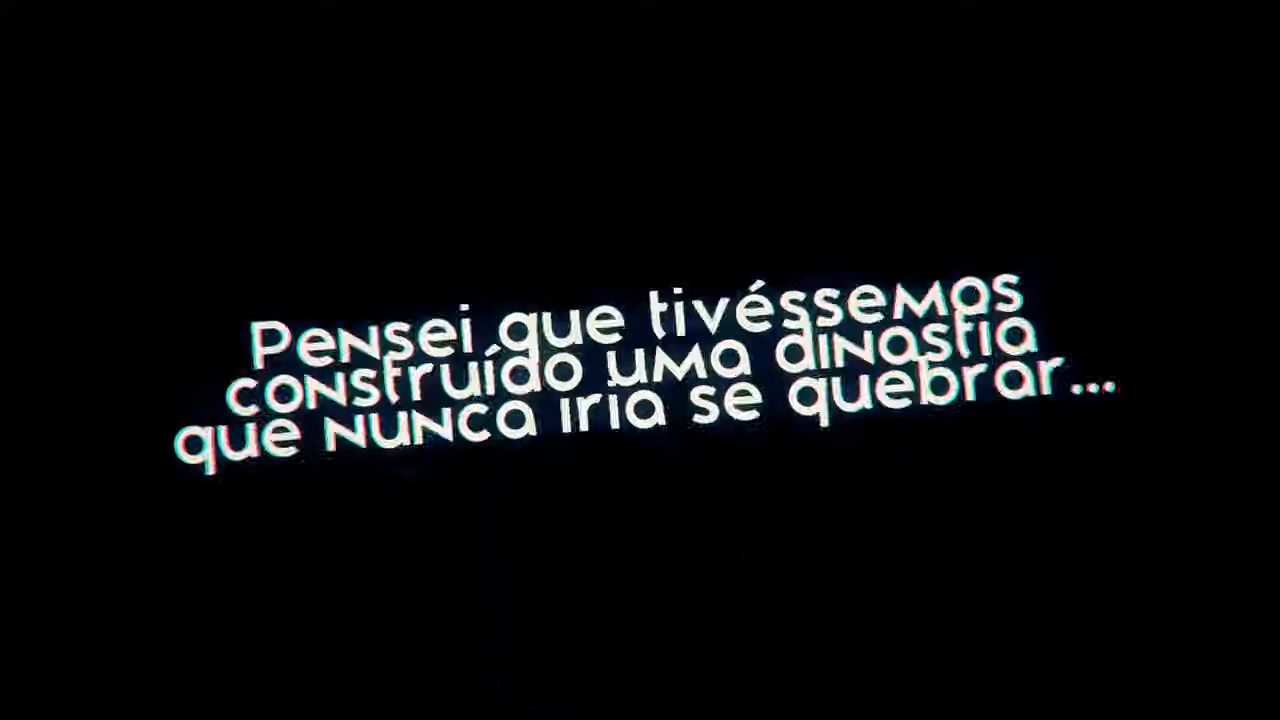 Pensei que tivéssemos
construído uma dinastia
que nunca iria se quebrar...